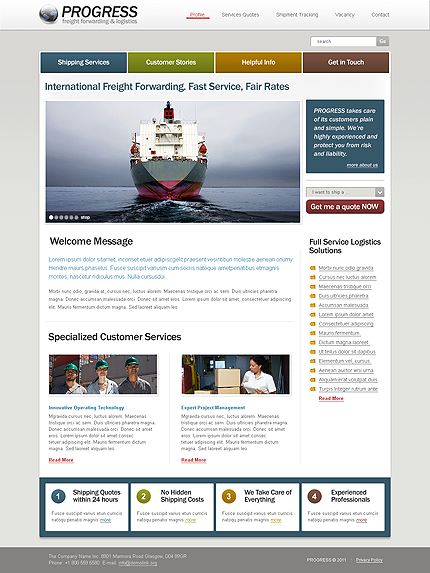 PROGRESS
freight forwarding & logistics
Profile
Services Quotes
Shipment Tracking
Vacancy
Contact
search
Go
Shipping Services
Customer Stories
Helpful Info
Get in Touch
International Freight Forwarding. Fast Service, Fair Rates
stop
PROGRESS takes care
of its customers plain
and simple. We're
highly experienced and
protect you from risk
and liability.
more about us
I want to ship a ...
Get me a quote NOW
Welcome Message
Lorem ipsum dolor sitamet, inconset etuer adipiscegelit praesent vestinbulum molestie aenean onumy.
Hendre mauris phasetus. Fusce suscipit variusm cum sociis nateque ametpenatibus etmagnis
montes, nascetur ridiculus mus. Nulla cursusdui.
Morbi nunc odio, gravida at, cursus nec, luctus alorem. Maecenas tristique orci ac sem. Duis ultricies pharetra magna.
Donec accumsan malesuada orci. Donec sit amet eros. Lorem ipsum dolor sit amet, consectetuer adipiscing
elit. Mauris fermentum dictum magna. Sed laoreet aliquam leo.
Full Service Logistics
Solutions
Morbi nunc odio gravida
Cursus nec luctus alorem
Maecenas tristique orci
Duis ultricies pharetra
Accumsan malesuada
Lorem ipsum dolor amet
Consectetuer adipiscing
Mauris fermentum
Dictum magna laoreet
Ut tellus dolor sit dapibus
Elementum vel, cursus
Aenean auctor wisi urna
Aliquam erat volutpat duis
Turpis integer rutrum ante
Read More
Specialized Customer Services
Innovative Operating Technology
Mgravida cursus nec, luctus alorem. Maecenas
tristique orci ac sem. Duis ultricies pharetra magna.
Donec accumsan malesuada orci. Donec sit amet
eros. Lorem ipsum dolor sit amet consec
tetuer adipiscing elit. Mauris fermentum dictum
magna. Sed laoreet aliquam leo.
Read More
Expert Project Management
Mgravida cursus nec, luctus alorem. Maecenas
tristique orci ac sem. Duis ultricies pharetra magna.
Donec accumsan malesuada orci. Donec sit amet
eros. Lorem ipsum dolor sit amet consec
tetuer adipiscing elit. Mauris fermentum dictum
magna. Sed laoreet aliquam leo.
Read More
1
Shipping Quotes
within 24 hours
Fusce suscipit varius etm cumis
natoqu penatis magnis more
2
No Hidden
Shipping Costs
Fusce suscipit varius etm cumis
natoqu penatis magnis more
3
We Take Care of
Everything
Fusce suscipit varius etm cumis
natoqu penatis magnis more
4
Experienced
Professionals
Fusce suscipit varius etm cumis
natoqu penatis magnis more
The Company Name Inc. 8901 Marmora Road Glasgow, D04 89GR
Phone: +1 800 559 6580 E-mail: info@demolink.org
PROGRESS © 2011 | Privacy Policy